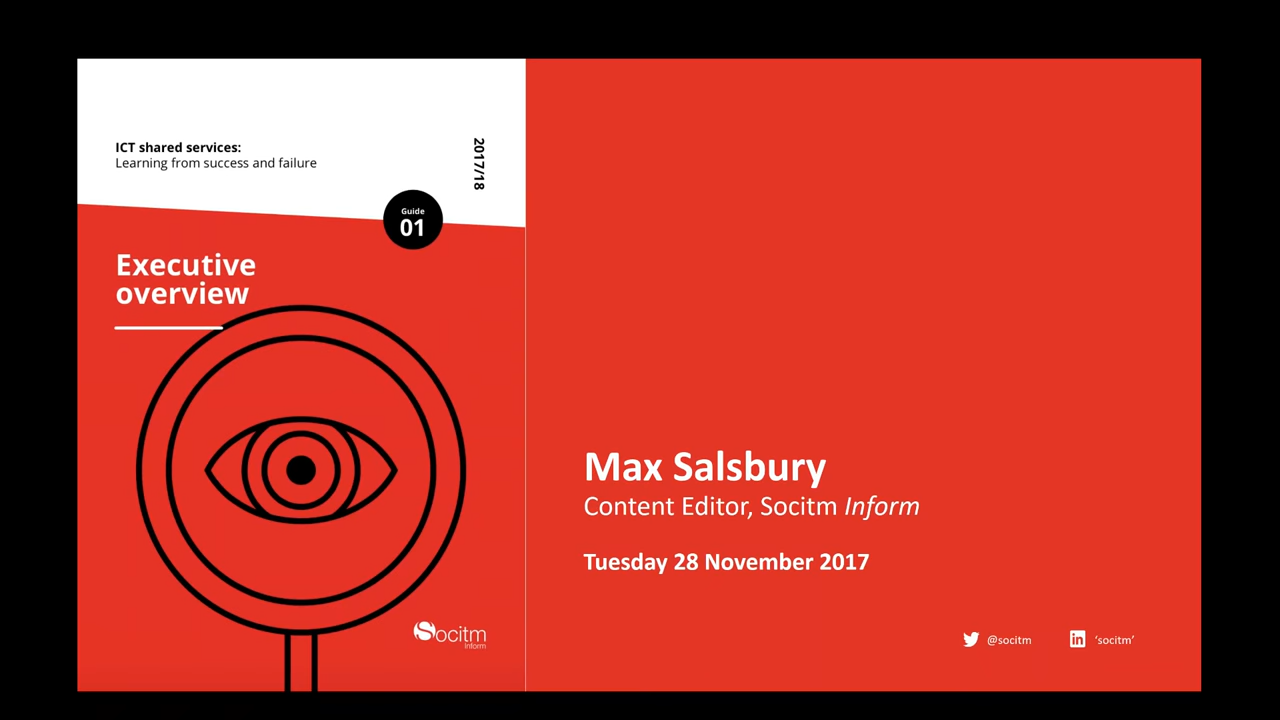 ICT shared services:
Learning from success and failure
2017/18
Guide
01
Executive
overview
Socitm
Inform
Max Salsbury
Content Editor, Socitm Inform
Tuesday 28 November 2017
@socitm
in
‘socitm’